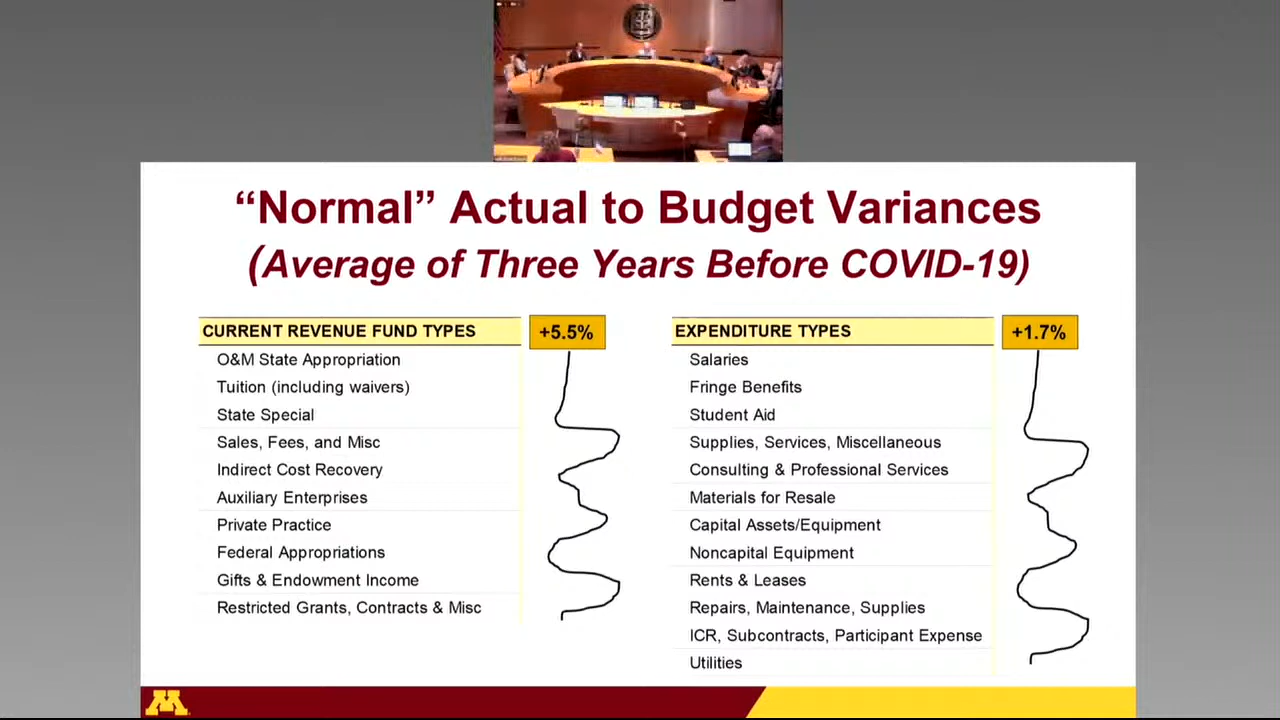 “Normal” Actual to Budget Variances
(Average of Three Years Before COVID-19)
CURRENT REVENUE FUND TYPES
+5.5%
O&M State Appropriation
Tuition (including waivers)
State Special
Sales, Fees, and Misc
Indirect Cost Recovery
Auxiliary Enterprises
Private Practice
Federal Appropriations
Gifts & Endowment Income
Restricted Grants, Contracts & Misc
EXPENDITURE TYPES
+1.7%
Salaries
Fringe Benefits
Student Aid
Supplies, Services, Miscellaneous
Consulting & Professional Services
Materials for Resale
Capital Assets/Equipment
Noncapital Equipment
Rents & Leases
Repairs, Maintenance, Supplies
ICR, Subcontracts, Participant Expense
Utilities
M